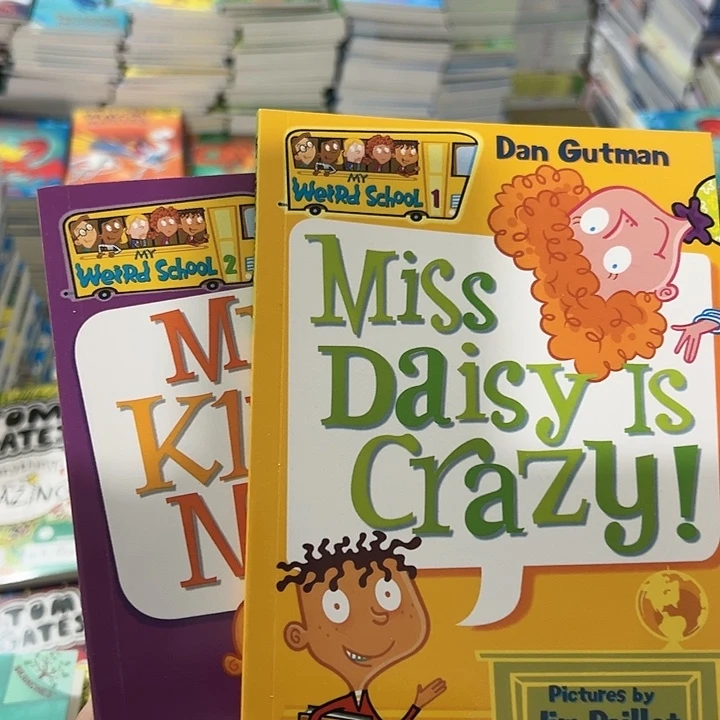 MY
WeiRd School 1
Dan Gutman
Miss
Daisy Is
Crazy!
Pictures by
MY
WeiRd School 2
TOM
GATES
TOM
GATES